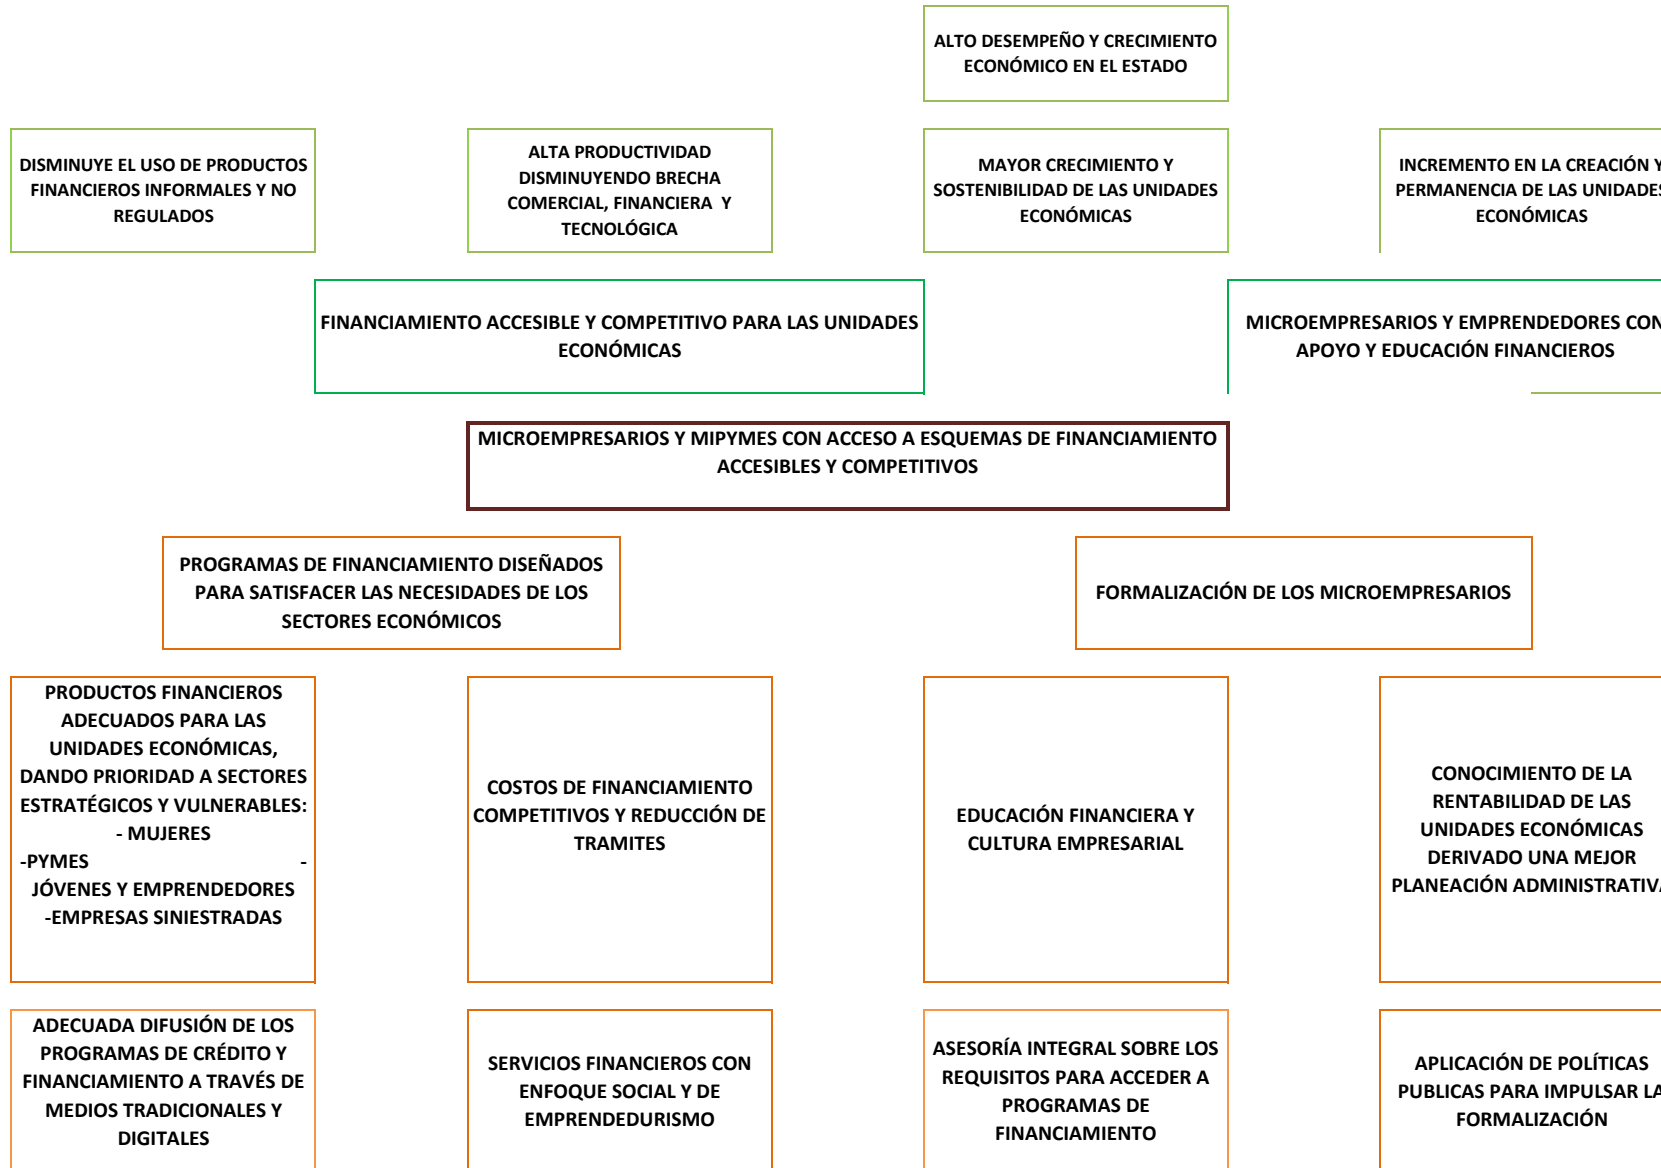 ALTO DESEMPEÑO Y CRECIMIENTO
ECONÓMICO EN EL ESTADO
DISMINUYE EL USO DE PRODUCTOS
FINANCIEROS INFORMALES Y NO
REGULADOS
ALTA PRODUCTIVIDAD
DISMINUYENDO BRECHA
COMERCIAL, FINANCIERA Y
TECNOLÓGICA
MAYOR CRECIMIENTO Y
SOSTENIBILIDAD DE LAS UNIDADES
ECONÓMICAS
INCREMENTO EN LA CREACIÓN Y
PERMANENCIA DE LAS UNIDADES
ECONÓMICAS
FINANCIAMIENTO ACCESIBLE Y COMPETITIVO PARA LAS UNIDADES
ECONÓMICAS
MICROEMPRESARIOS Y EMPRENDEDORES CON
APOYO Y EDUCACIÓN FINANCIEROS
MICROEMPRESARIOS Y MIPYMES CON ACCESO A ESQUEMAS DE FINANCIAMIENTO
ACCESIBLES Y COMPETITIVOS
PROGRAMAS DE FINANCIAMIENTO DISEÑADOS
PARA SATISFACER LAS NECESIDADES DE LOS
SECTORES ECONÓMICOS
FORMALIZACIÓN DE LOS MICROEMPRESARIOS
PRODUCTOS FINANCIEROS
ADECUADOS PARA LAS
UNIDADES ECONÓMICAS,
DANDO PRIORIDAD A SECTORES
ESTRATÉGICOS Y VULNERABLES:
- MUJERES
-PYMES -
JÓVENES Y EMPRENDEDORES
-EMPRESAS SINIESTRADAS
COSTOS DE FINANCIAMIENTO
COMPETITIVOS Y REDUCCIÓN DE
TRAMITES
EDUCACIÓN FINANCIERA Y
CULTURA EMPRESARIAL
CONOCIMIENTO DE LA
RENTABILIDAD DE LAS
UNIDADES ECONÓMICAS
DERIVADO UNA MEJOR
PLANEACIÓN ADMINISTRATIVA
ADECUADA DIFUSIÓN DE LOS
PROGRAMAS DE CRÉDITO Y
FINANCIAMIENTO A TRAVÉS DE
MEDIOS TRADICIONALES Y
DIGITALES
SERVICIOS FINANCIEROS CON
ENFOQUE SOCIAL Y DE
EMPRENDEDURISMO
ASESORÍA INTEGRAL SOBRE LOS
REQUISITOS PARA ACCEDER A
PROGRAMAS DE
FINANCIAMIENTO
APLICACIÓN DE POLÍTICAS
PUBLICAS PARA IMPULSAR LA
FORMALIZACIÓN